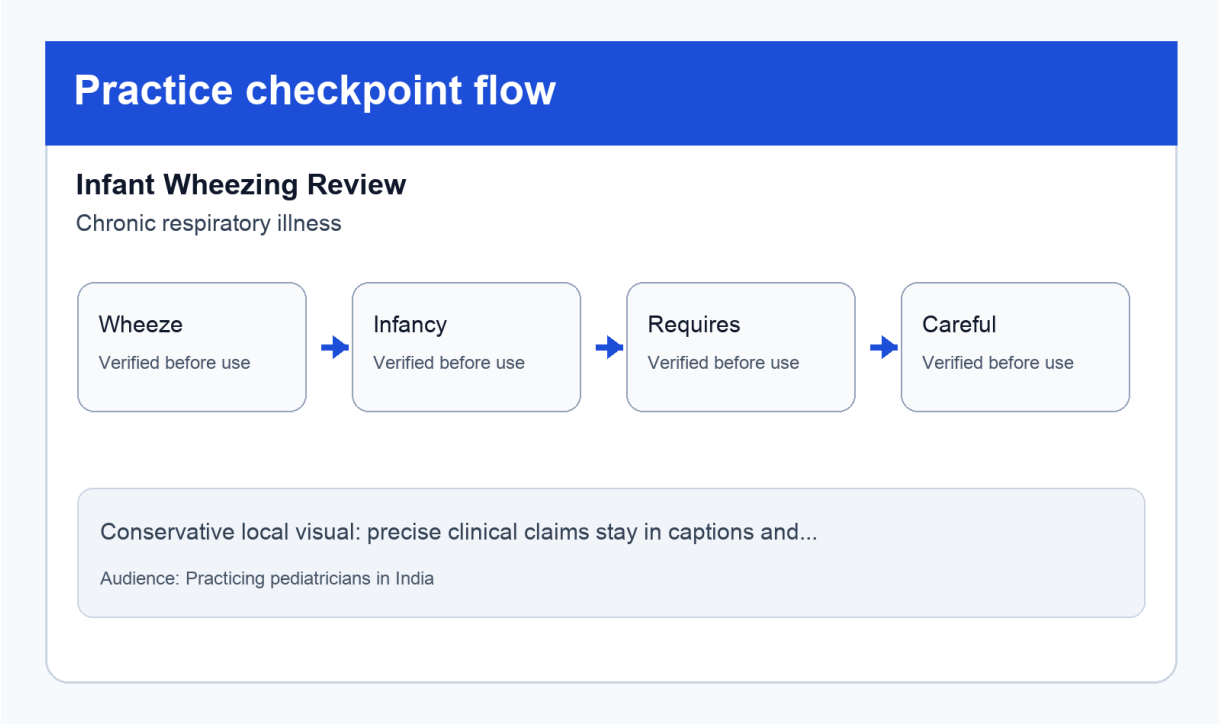 Practice checkpoint flow
Infant Wheezing Review
Chronic respiratory illness
Wheeze
Verified before use
Infancy
Verified before use
Requires
Verified before use
Careful
Verified before use
Conservative local visual: precise clinical claims stay in captions and...
Audience: Practicing pediatricians in India